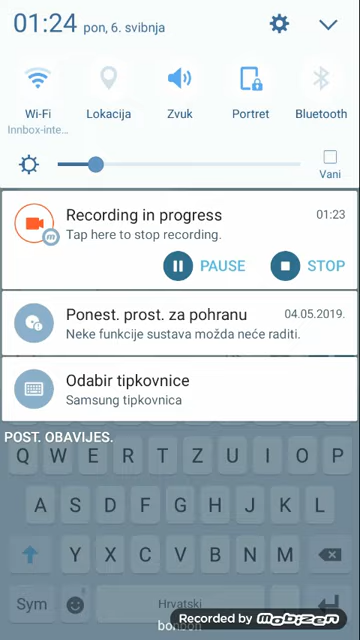 01:24 pon, 6. svibnja
Wi-Fi Lokacija Zvuk Portret Bluetooth
Innbox-inte...
Vani
Recording in progress 01:23
Tap here to stop recording.
PAUSE STOP
Ponest. prost. za pohranu 04.05.2019.
Neke funkcije sustava možda neće raditi.
Odabir tipkovnice
Samsung tipkovnica
POST. OBAVIJES.
Q W E R T Z U I O P
A S D F G H J K L
Y X C V B N M
Sym Hrvatski
Recorded by Mobizen